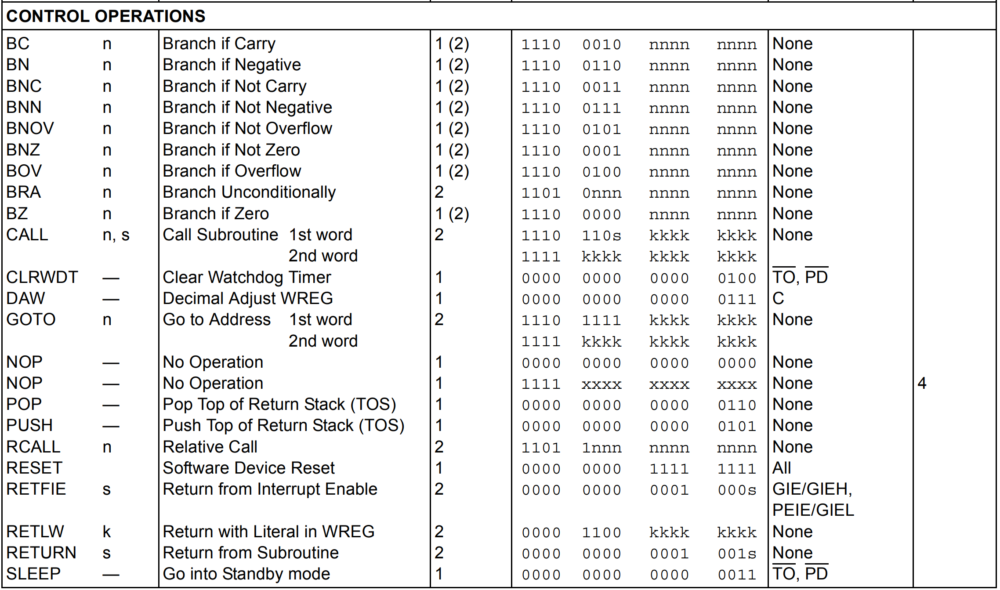 CONTROL OPERATIONS
BC n Branch if Carry 1 (2) 1110 0010 nnnn nnnn None
BN n Branch if Negative 1 (2) 1110 0110 nnnn nnnn None
BNC n Branch if Not Carry 1 (2) 1110 0011 nnnn nnnn None
BNN n Branch if Not Negative 1 (2) 1110 0111 nnnn nnnn None
BNOV n Branch if Not Overflow 1 (2) 1110 0101 nnnn nnnn None
BNZ n Branch if Not Zero 1 (2) 1110 0001 nnnn nnnn None
BOV n Branch if Overflow 1 (2) 1110 0100 nnnn nnnn None
BRA n Branch Unconditionally 2 1101 0nnn nnnn nnnn None
BZ n Branch if Zero 1 (2) 1110 0000 nnnn nnnn None
CALL n, s Call Subroutine 1st word 2 1110 110s kkkk kkkk None
2nd word 1111 kkkk kkkk kkkk
CLRWDT — Clear Watchdog Timer 1 0000 0000 0000 0100 T̅O̅, P̅D̅
DAW — Decimal Adjust WREG 1 0000 0000 0000 0111 C
GOTO n Go to Address 1st word 2 1110 1111 kkkk kkkk None
2nd word 1111 kkkk kkkk kkkk
NOP — No Operation 1 0000 0000 0000 0000 None
NOP — No Operation 1 1111 xxxx xxxx xxxx None 4
POP — Pop Top of Return Stack (TOS) 1 0000 0000 0000 0110 None
PUSH — Push Top of Return Stack (TOS) 1 0000 0000 0000 0101 None
RCALL n Relative Call 2 1101 1nnn nnnn nnnn None
RESET Software Device Reset 1 0000 0000 1111 1111 All
RETFIE s Return from Interrupt Enable 2 0000 0000 0001 000s GIE/GIEH,
PEIE/GIEL
RETLW k Return with Literal in WREG 2 0000 1100 kkkk kkkk None
RETURN s Return from Subroutine 2 0000 0000 0001 001s None
SLEEP — Go into Standby mode 1 0000 0000 0000 0011 T̅O̅, P̅D̅